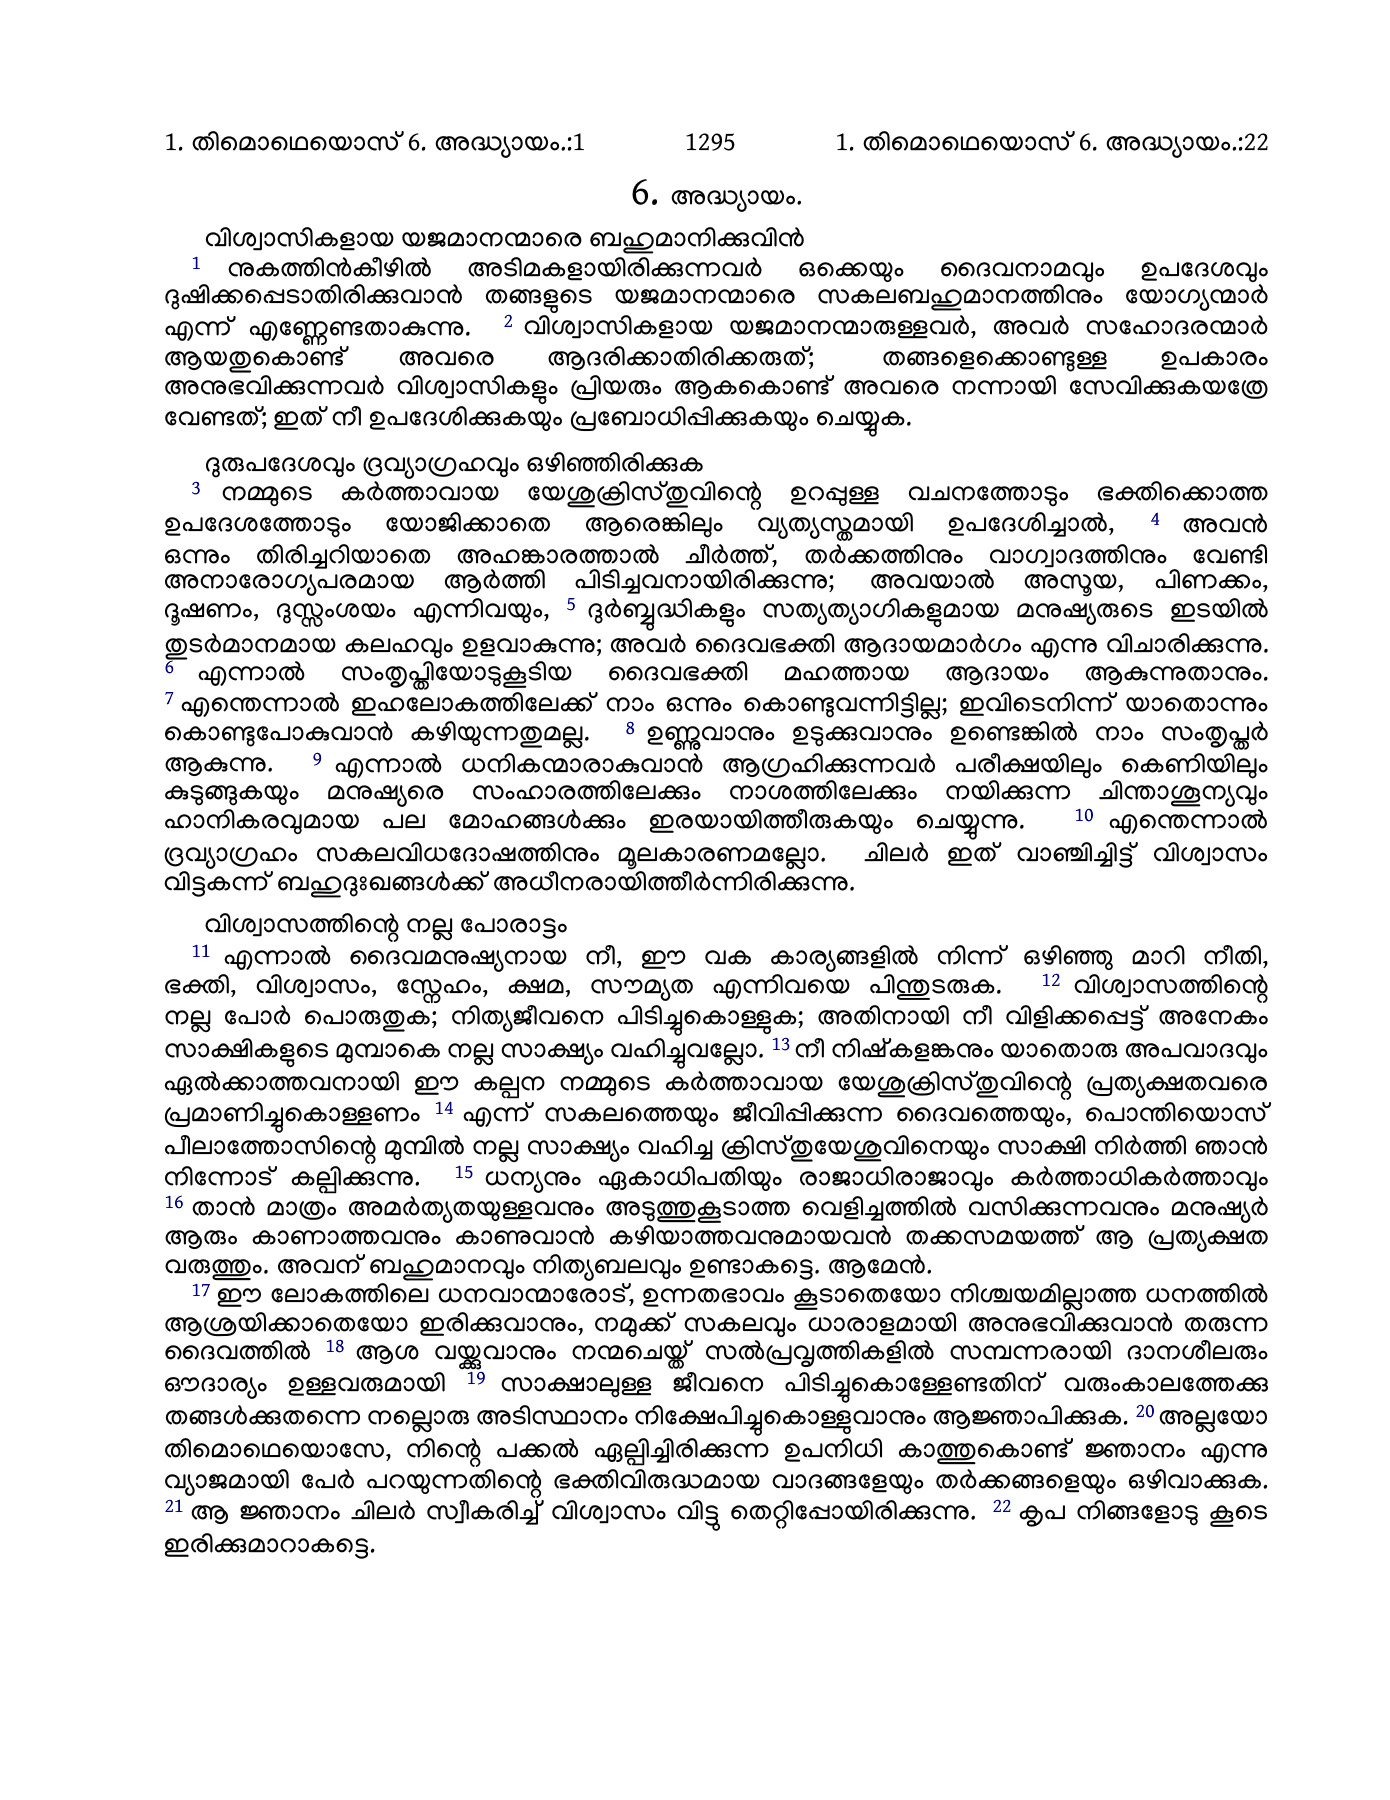 1. തിമൊഥെയൊസ് 6. അദ്ധ്യായം.:1 1295 1. തിമൊഥെയൊസ് 6. അദ്ധ്യായം.:22
6. അദ്ധ്യായം.
വിശ്വാസികളായ യജമാനന്മാരെ ബഹുമാനിക്കുവിൻ
1 നുകത്തിൻകീഴിൽ അടിമകളായിരിക്കുന്നവർ ഒക്കെയും ദൈവനാമവും ഉപദേശവും
ദുഷിക്കപ്പെടാതിരിക്കുവാൻ തങ്ങളുടെ യജമാനന്മാരെ സകലബഹുമാനത്തിനും യോഗ്യന്മാർ
എന്ന് എണ്ണേണ്ടതാകുന്നു. 2 വിശ്വാസികളായ യജമാനന്മാരുള്ളവർ, അവർ സഹോദരന്മാർ
ആയതുകൊണ്ട് അവരെ ആദരിക്കാതിരിക്കരുത്; തങ്ങളെക്കൊണ്ടുള്ള ഉപകാരം
അനുഭവിക്കുന്നവർ വിശ്വാസികളും പ്രിയരും ആകകൊണ്ട് അവരെ നന്നായി സേവിക്കുകയത്രേ
വേണ്ടത്; ഇത് നീ ഉപദേശിക്കുകയും പ്രബോധിപ്പിക്കുകയും ചെയ്യുക.
ദുരുപദേശവും ദ്രവ്യാഗ്രഹവും ഒഴിഞ്ഞിരിക്കുക
3 നമ്മുടെ കർത്താവായ യേശുക്രിസ്തുവിന്റെ ഉറപ്പുള്ള വചനത്തോടും ഭക്തിക്കൊത്ത
ഉപദേശത്തോടും യോജിക്കാതെ ആരെങ്കിലും വ്യത്യസ്തമായി ഉപദേശിച്ചാൽ, 4 അവൻ
ഒന്നും തിരിച്ചറിയാതെ അഹങ്കാരത്താൽ ചീർത്ത്, തർക്കത്തിനും വാഗ്വാദത്തിനും വേണ്ടി
അനാരോഗ്യപരമായ ആർത്തി പിടിച്ചവനായിരിക്കുന്നു; അവയാൽ അസൂയ, പിണക്കം,
ദൂഷണം, ദുസ്സംശയം എന്നിവയും, 5 ദുർബ്ബുദ്ധികളും സത്യത്യാഗികളുമായ മനുഷ്യരുടെ ഇടയിൽ
തുടർമാനമായ കലഹവും ഉളവാകുന്നു; അവർ ദൈവഭക്തി ആദായമാർഗം എന്നു വിചാരിക്കുന്നു.
6 എന്നാൽ സംതൃപ്തിയോടുകൂടിയ ദൈവഭക്തി മഹത്തായ ആദായം ആകുന്നുതാനും.
7 എന്തെന്നാൽ ഇഹലോകത്തിലേക്ക് നാം ഒന്നും കൊണ്ടുവന്നിട്ടില്ല; ഇവിടെനിന്ന് യാതൊന്നും
കൊണ്ടുപോകുവാൻ കഴിയുന്നതുമല്ല. 8 ഉണ്ണുവാനും ഉടുക്കുവാനും ഉണ്ടെങ്കിൽ നാം സംതൃപ്തർ
ആകുന്നു. 9 എന്നാൽ ധനികന്മാരാകുവാൻ ആഗ്രഹിക്കുന്നവർ പരീക്ഷയിലും കെണിയിലും
കുടുങ്ങുകയും മനുഷ്യരെ സംഹാരത്തിലേക്കും നാശത്തിലേക്കും നയിക്കുന്ന ചിന്താശൂന്യവും
ഹാനികരവുമായ പല മോഹങ്ങൾക്കും ഇരയായിത്തീരുകയും ചെയ്യുന്നു. 10 എന്തെന്നാൽ
ദ്രവ്യാഗ്രഹം സകലവിധദോഷത്തിനും മൂലകാരണമല്ലോ. ചിലർ ഇത് വാഞ്ചിച്ചിട്ട് വിശ്വാസം
വിട്ടകന്ന് ബഹുദുഃഖങ്ങൾക്ക് അധീനരായിത്തീർന്നിരിക്കുന്നു.
വിശ്വാസത്തിന്റെ നല്ല പോരാട്ടം
11 എന്നാൽ ദൈവമനുഷ്യനായ നീ, ഈ വക കാര്യങ്ങളിൽ നിന്ന് ഒഴിഞ്ഞു മാറി നീതി,
ഭക്തി, വിശ്വാസം, സ്നേഹം, ക്ഷമ, സൗമ്യത എന്നിവയെ പിന്തുടരുക. 12 വിശ്വാസത്തിന്റെ
നല്ല പോർ പൊരുതുക; നിത്യജീവനെ പിടിച്ചുകൊള്ളുക; അതിനായി നീ വിളിക്കപ്പെട്ട് അനേകം
സാക്ഷികളുടെ മുമ്പാകെ നല്ല സാക്ഷ്യം വഹിച്ചുവല്ലോ. 13 നീ നിഷ്കളങ്കനും യാതൊരു അപവാദവും
ഏൽക്കാത്തവനായി ഈ കല്പന നമ്മുടെ കർത്താവായ യേശുക്രിസ്തുവിന്റെ പ്രത്യക്ഷതവരെ
പ്രമാണിച്ചുകൊള്ളണം 14 എന്ന് സകലത്തെയും ജീവിപ്പിക്കുന്ന ദൈവത്തെയും, പൊന്തിയൊസ്
പീലാത്തോസിന്റെ മുമ്പിൽ നല്ല സാക്ഷ്യം വഹിച്ച ക്രിസ്തുയേശുവിനെയും സാക്ഷി നിർത്തി ഞാൻ
നിന്നോട് കല്പിക്കുന്നു. 15 ധന്യനും ഏകാധിപതിയും രാജാധിരാജാവും കർത്താധികർത്താവും
16 താൻ മാത്രം അമർത്യതയുള്ളവനും അടുത്തുകൂടാത്ത വെളിച്ചത്തിൽ വസിക്കുന്നവനും മനുഷ്യർ
ആരും കാണാത്തവനും കാണുവാൻ കഴിയാത്തവനുമായവൻ തക്കസമയത്ത് ആ പ്രത്യക്ഷത
വരുത്തും. അവന് ബഹുമാനവും നിത്യബലവും ഉണ്ടാകട്ടെ. ആമേൻ.
17 ഈ ലോകത്തിലെ ധനവാന്മാരോട്, ഉന്നതഭാവം കൂടാതെയോ നിശ്ചയമില്ലാത്ത ധനത്തിൽ
ആശ്രയിക്കാതെയോ ഇരിക്കുവാനും, നമുക്ക് സകലവും ധാരാളമായി അനുഭവിക്കുവാൻ തരുന്ന
ദൈവത്തിൽ 18 ആശ വയ്ക്കുവാനും നന്മചെയ്ത് സൽപ്രവൃത്തികളിൽ സമ്പന്നരായി ദാനശീലരും
ഔദാര്യം ഉള്ളവരുമായി 19 സാക്ഷാലുള്ള ജീവനെ പിടിച്ചുകൊള്ളേണ്ടതിന് വരുംകാലത്തേക്കു
തങ്ങൾക്കുതന്നെ നല്ലൊരു അടിസ്ഥാനം നിക്ഷേപിച്ചുകൊള്ളുവാനും ആജ്ഞാപിക്കുക. 20 അല്ലയോ
തിമൊഥെയൊസേ, നിന്റെ പക്കൽ ഏല്പിച്ചിരിക്കുന്ന ഉപനിധി കാത്തുകൊണ്ട് ജ്ഞാനം എന്നു
വ്യാജമായി പേർ പറയുന്നതിന്റെ ഭക്തിവിരുദ്ധമായ വാദങ്ങളേയും തർക്കങ്ങളെയും ഒഴിവാക്കുക.
21 ആ ജ്ഞാനം ചിലർ സ്വീകരിച്ച് വിശ്വാസം വിട്ടു തെറ്റിപ്പോയിരിക്കുന്നു. 22 കൃപ നിങ്ങളോടു കൂടെ
ഇരിക്കുമാറാകട്ടെ.